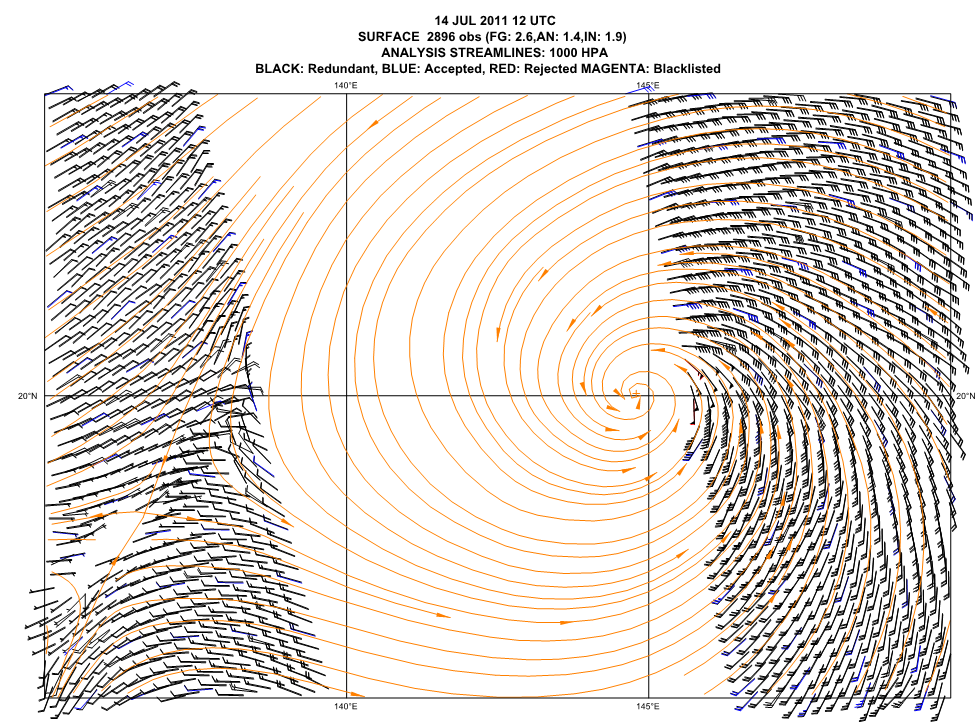 14 JUL 2011 12 UTC
SURFACE 2896 obs (FG: 2.6,AN: 1.4,IN: 1.9)
ANALYSIS STREAMLINES: 1000 HPA
BLACK: Redundant, BLUE: Accepted, RED: Rejected MAGENTA: Blacklisted
140°E 145°E
20°N 20°N
140°E 145°E